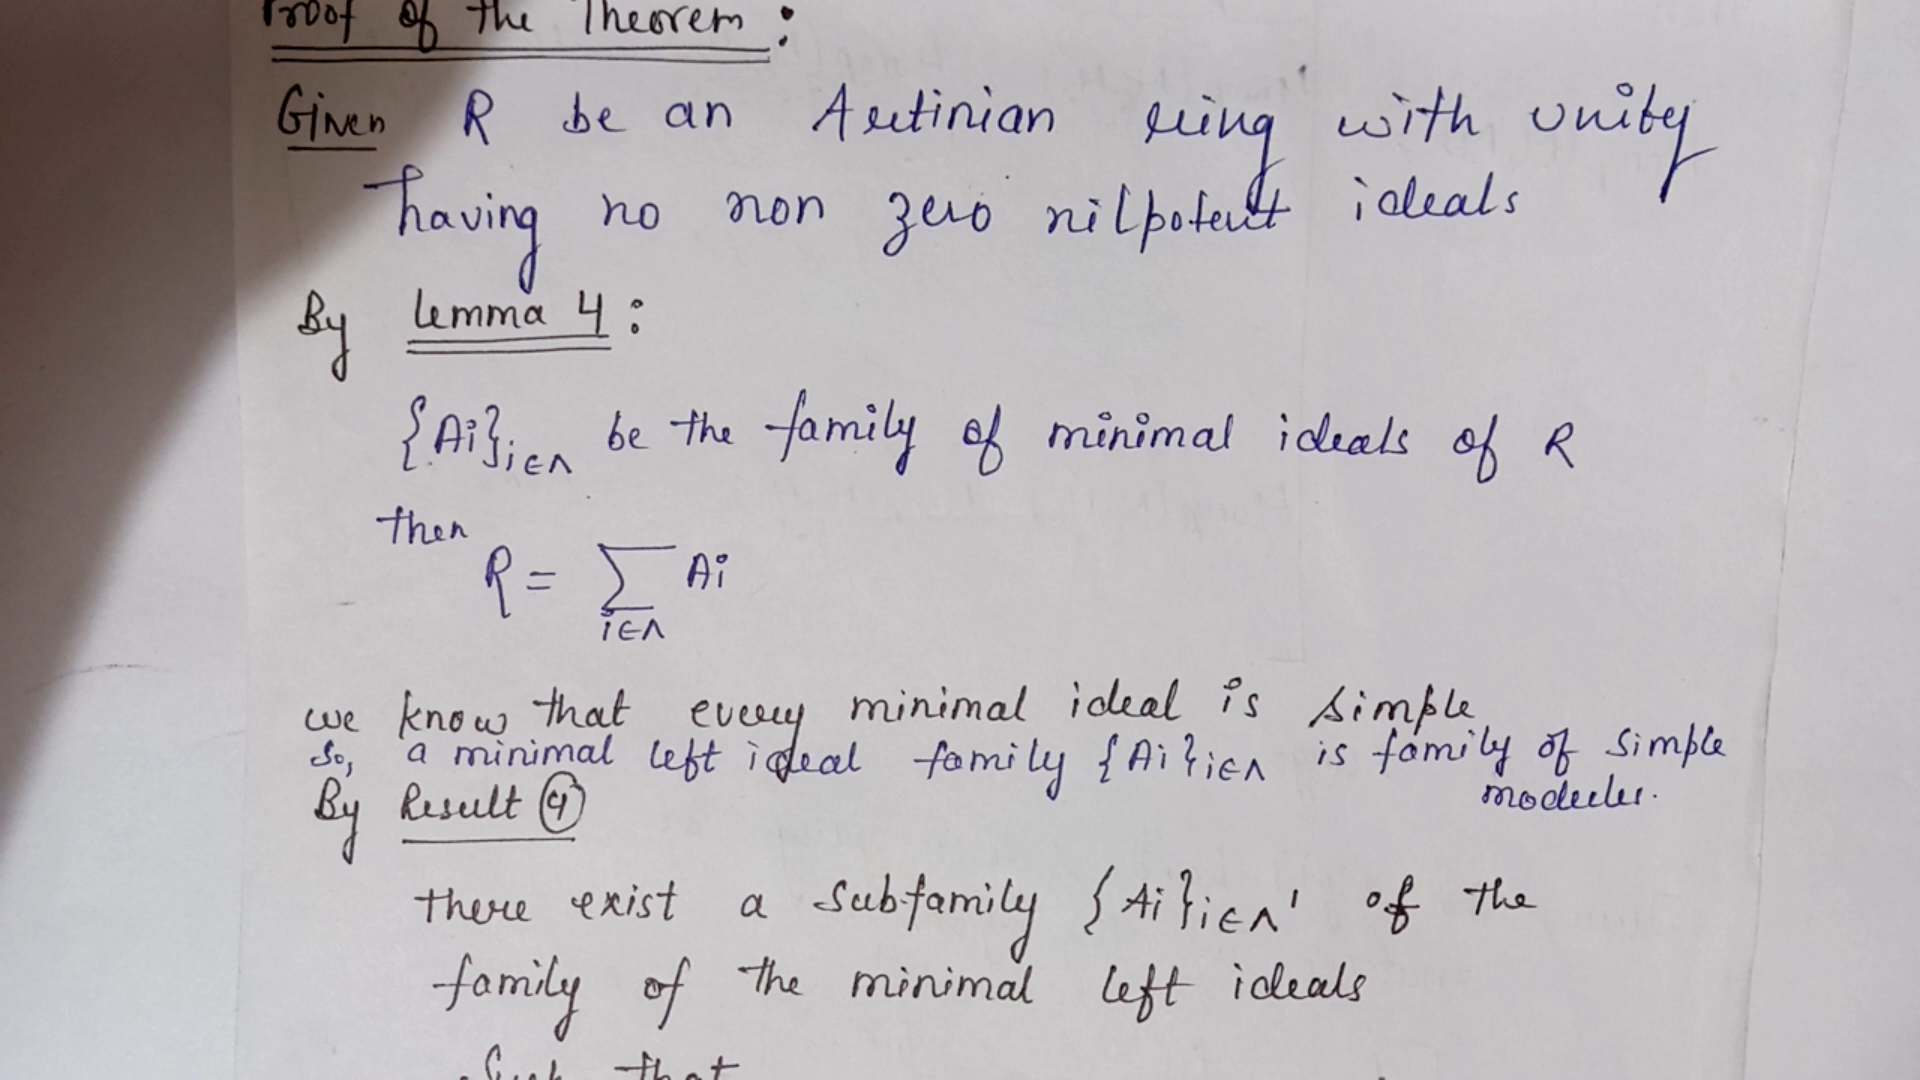 Proof of the Theorem :
Given R be an Artinian ring with unity
having no non zero nilpotent ideals
By Lemma 4 :
{Ai}i∈Λ be the family of minimal ideals of R
then
R = ∑ Ai
i∈Λ
we know that every minimal ideal is simple
So, a minimal left ideal family {Ai}i∈Λ is family of simple
modules.
By Result ④
there exist a subfamily {Ai}i∈Λ' of the
family of the minimal left ideals
Such that